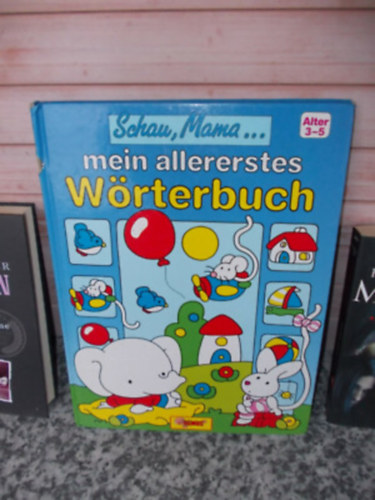 Schau, Mama...
Alter
3-5
mein allererstes
Wörterbuch